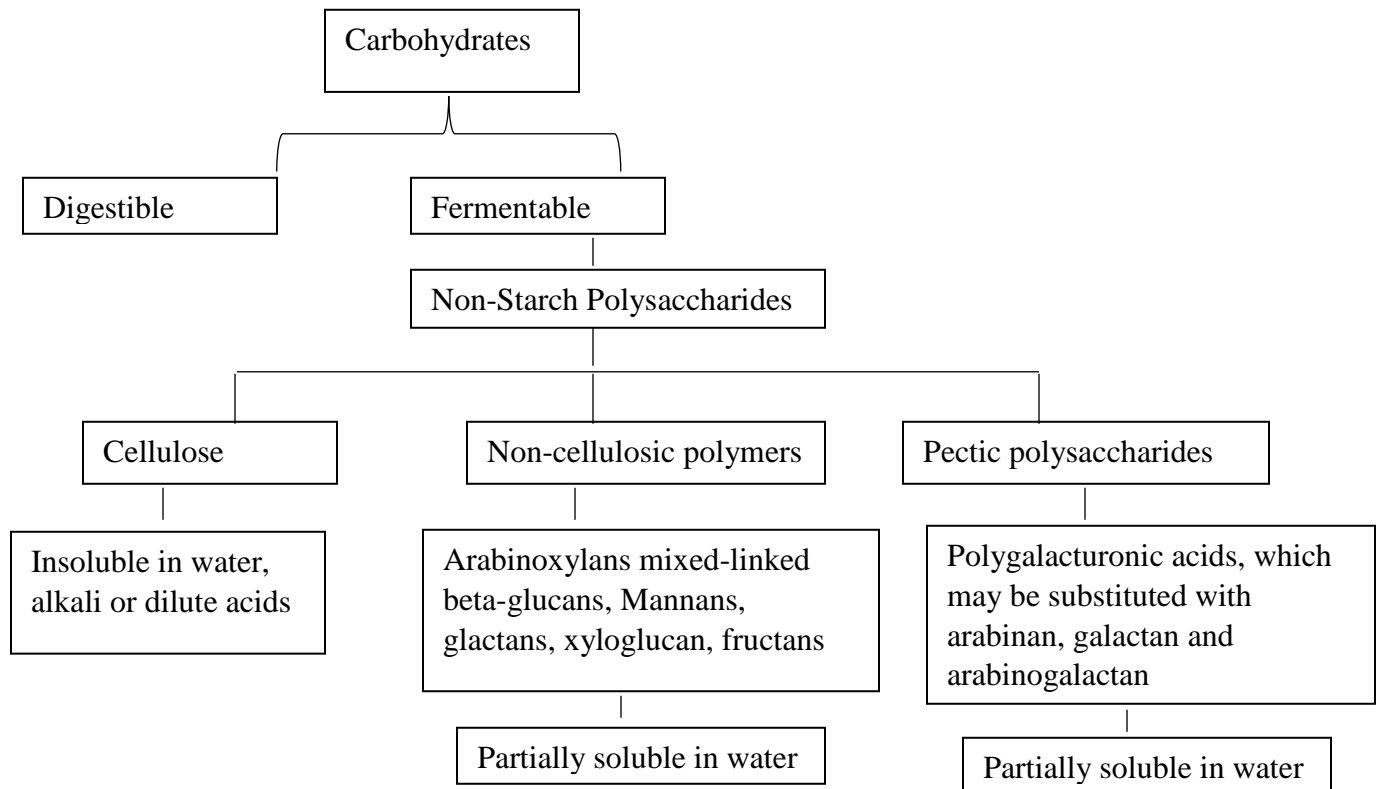 Carbohydrates
Digestible
Fermentable
Non-Starch Polysaccharides
Cellulose
Non-cellulosic polymers
Pectic polysaccharides
Insoluble in water,
alkali or dilute acids
Arabinoxylans mixed-linked
beta-glucans, Mannans,
glactans, xyloglucan, fructans
Polygalacturonic acids, which
may be substituted with
arabinan, galactan and
arabinogalactan
Partially soluble in water
Partially soluble in water